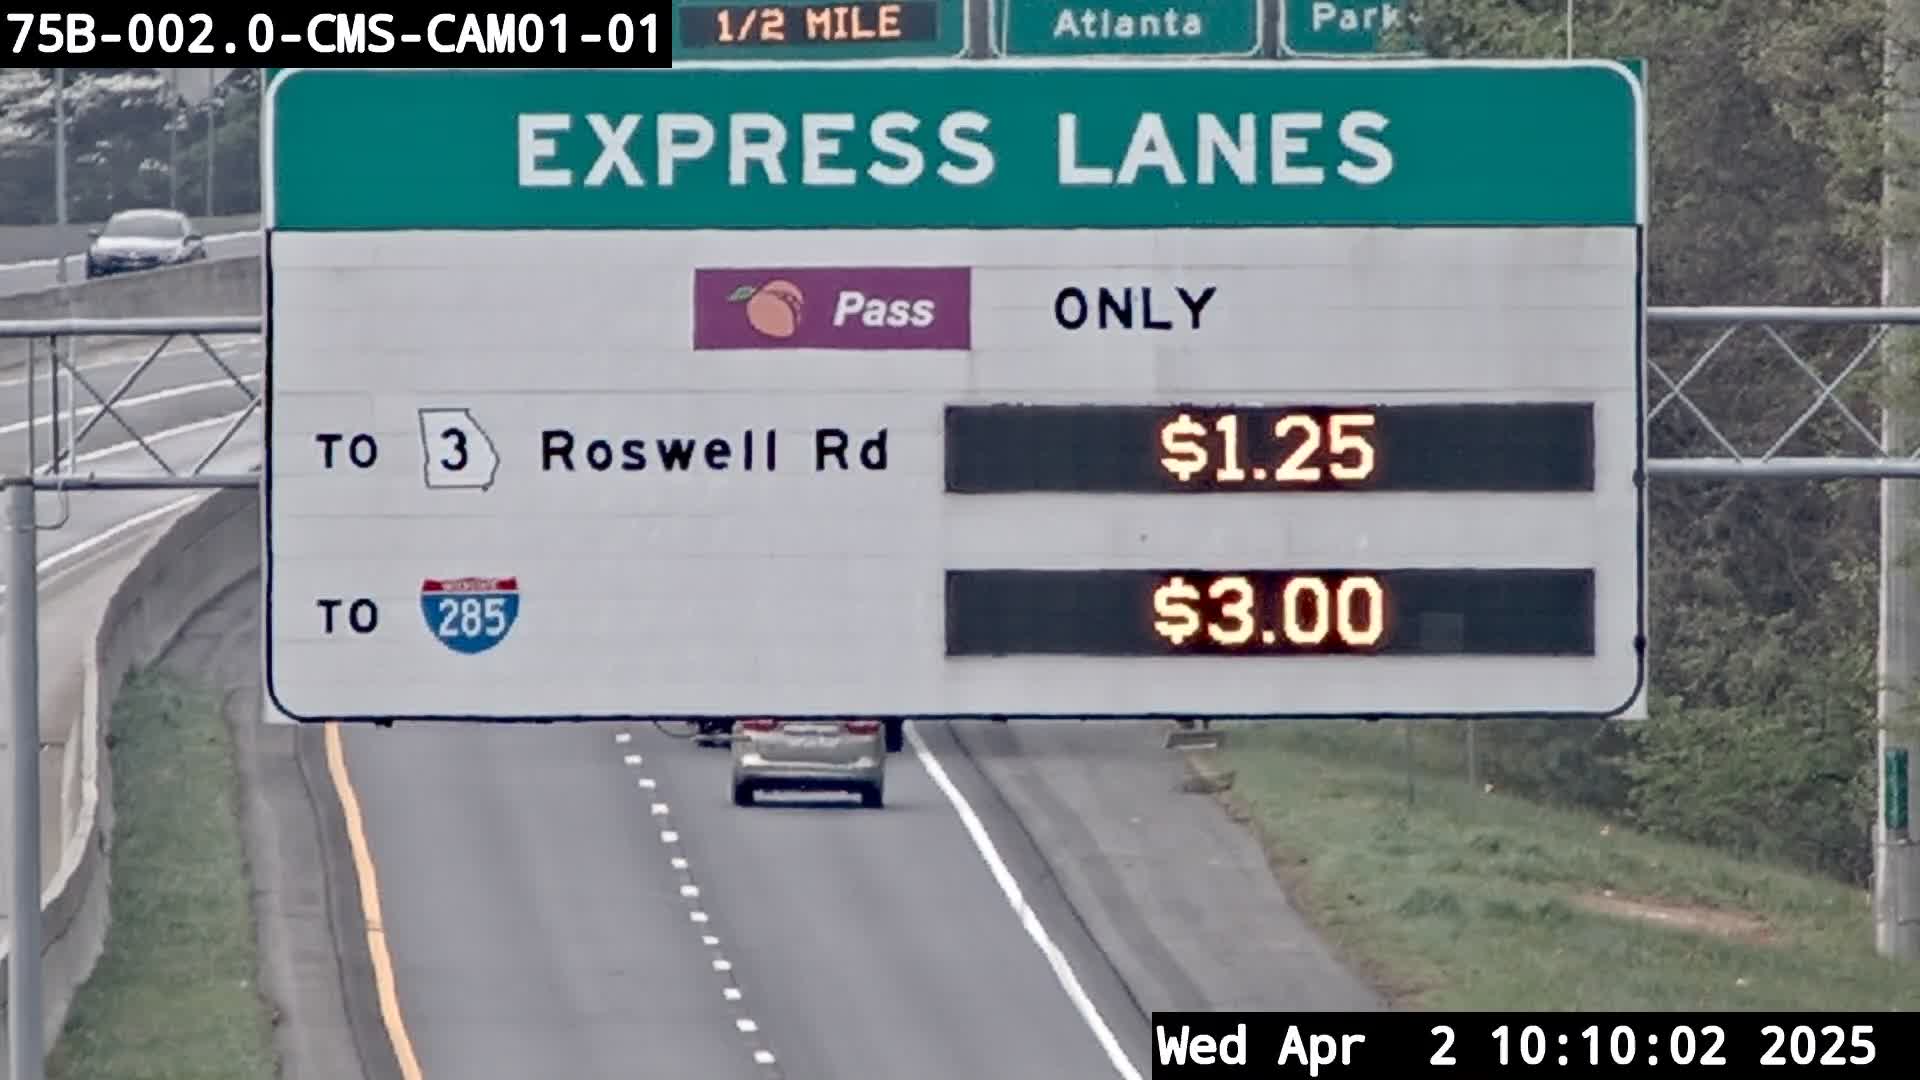 75B-002.0-CMS-CAM01-01
1/2 MILE
Atlanta
Park
EXPRESS LANES
Pass ONLY
TO 3 Roswell Rd $1.25
TO 285 $3.00
Wed Apr 2 10:10:02 2025